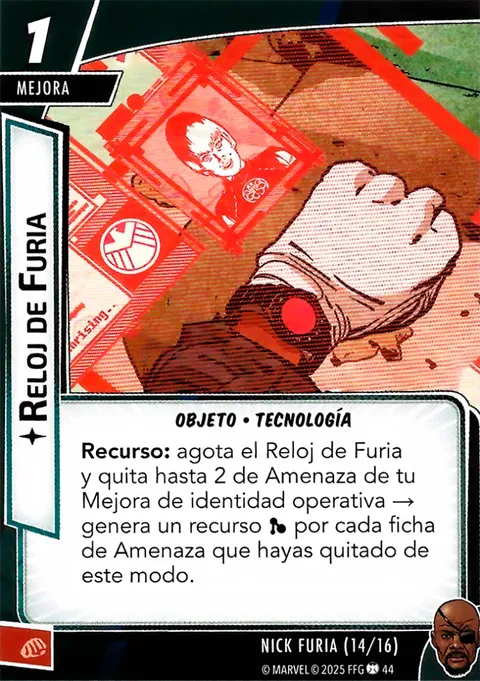 1
MEJORA
RELOJ DE FURIA
rising..
OBJETO • TECNOLOGÍA
Recurso: agota el Reloj de Furia
y quita hasta 2 de Amenaza de tu
Mejora de identidad operativa →
genera un recurso por cada ficha
de Amenaza que hayas quitado de
este modo.
NICK FURIA (14/16)
© MARVEL © 2025 FFG 44